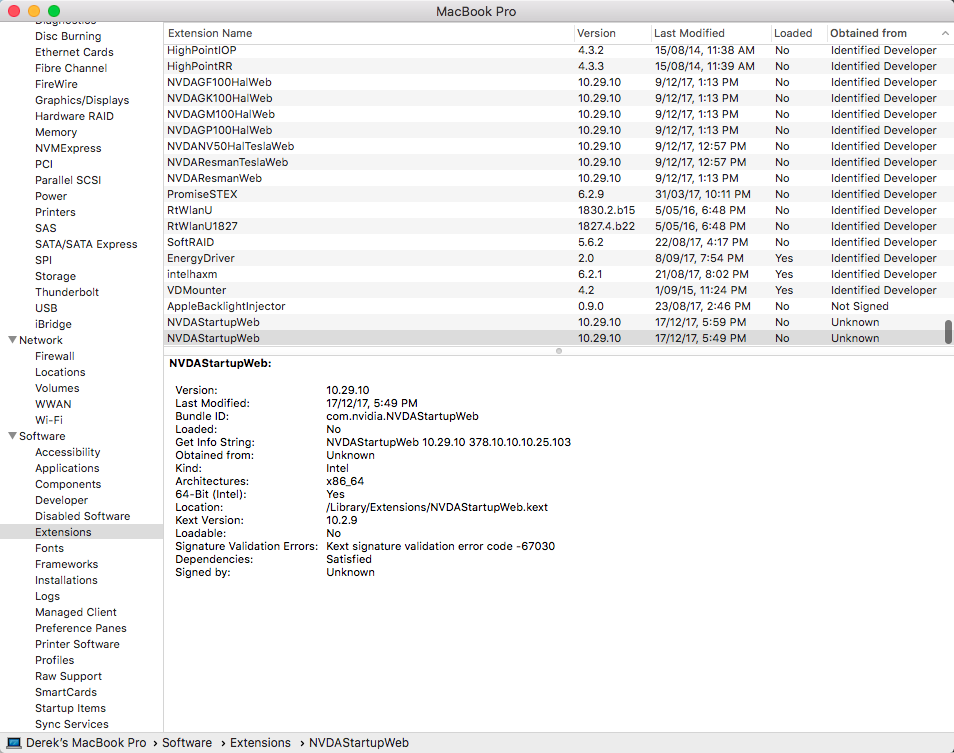 MacBook Pro
Diagnostics
Disc Burning
Ethernet Cards
Fibre Channel
FireWire
Graphics/Displays
Hardware RAID
Memory
NVMExpress
PCI
Parallel SCSI
Power
Printers
SAS
SATA/SATA Express
SPI
Storage
Thunderbolt
USB
iBridge
Network
Firewall
Locations
Volumes
WWAN
Wi-Fi
Software
Accessibility
Applications
Components
Developer
Disabled Software
Extensions
Fonts
Frameworks
Installations
Logs
Managed Client
Preference Panes
Printer Software
Profiles
Raw Support
SmartCards
Startup Items
Sync Services
Extension Name Version Last Modified Loaded Obtained from
HighPointIOP 4.3.2 15/08/14, 11:38 AM No Identified Developer
HighPointRR 4.3.3 15/08/14, 11:39 AM No Identified Developer
NVDAGF100HalWeb 10.29.10 9/12/17, 1:13 PM No Identified Developer
NVDAGK100HalWeb 10.29.10 9/12/17, 1:13 PM No Identified Developer
NVDAGM100HalWeb 10.29.10 9/12/17, 1:13 PM No Identified Developer
NVDAGP100HalWeb 10.29.10 9/12/17, 1:13 PM No Identified Developer
NVDANV50HalTeslaWeb 10.29.10 9/12/17, 12:57 PM No Identified Developer
NVDAResmanTeslaWeb 10.29.10 9/12/17, 12:57 PM No Identified Developer
NVDAResmanWeb 10.29.10 9/12/17, 1:13 PM No Identified Developer
PromiseSTEX 6.2.9 31/03/17, 10:11 PM No Identified Developer
RtWlanU 1830.2.b15 5/05/16, 6:48 PM No Identified Developer
RtWlanU1827 1827.4.b22 5/05/16, 6:48 PM No Identified Developer
SoftRAID 5.6.2 22/08/17, 4:17 PM No Identified Developer
EnergyDriver 2.0 8/09/17, 7:54 PM Yes Identified Developer
intelhaxm 6.2.1 21/08/17, 8:02 PM Yes Identified Developer
VDMounter 4.2 1/09/15, 11:24 PM Yes Identified Developer
AppleBacklightInjector 0.9.0 23/08/17, 2:46 PM No Not Signed
NVDAStartupWeb 10.29.10 17/12/17, 5:59 PM No Unknown
NVDAStartupWeb 10.29.10 17/12/17, 5:49 PM No Unknown
NVDAStartupWeb:
Version: 10.29.10
Last Modified: 17/12/17, 5:49 PM
Bundle ID: com.nvidia.NVDAStartupWeb
Loaded: No
Get Info String: NVDAStartupWeb 10.29.10 378.10.10.10.25.103
Obtained from: Unknown
Kind: Intel
Architectures: x86_64
64-Bit (Intel): Yes
Location: /Library/Extensions/NVDAStartupWeb.kext
Kext Version: 10.2.9
Loadable: No
Signature Validation Errors: Kext signature validation error code -67030
Dependencies: Satisfied
Signed by: Unknown
Derek's MacBook Pro › Software › Extensions › NVDAStartupWeb